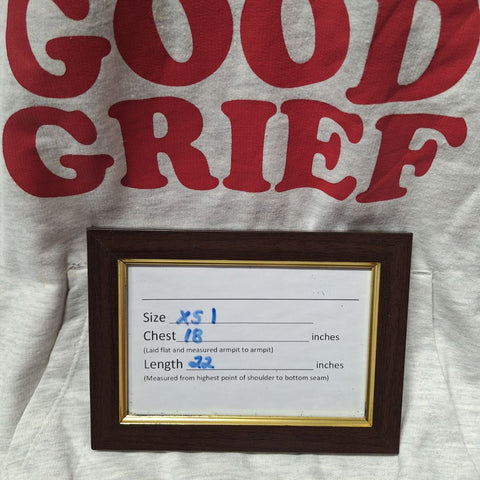 GOOD
GRIEF
Size XS 1
Chest 18 inches
(Laid flat and measured armpit to armpit)
Length 22 inches
(Measured from highest point of shoulder to bottom seam)